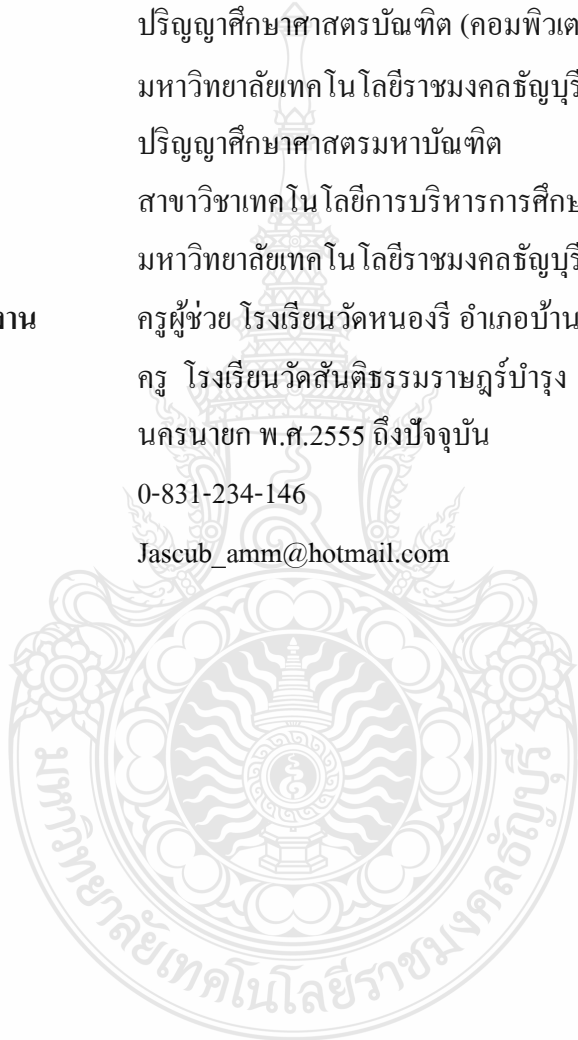 ปริญญาศึกษาศาสตรบัณฑิต (คอมพิวเต
มหาวิทยาลัยเทคโนโลยีราชมงคลธัญบุรี
ปริญญาศึกษาศาสตรมหาบัณฑิต
สาขาวิชาเทคโนโลยีการบริหารการศึกษ
มหาวิทยาลัยเทคโนโลยีราชมงคลธัญบุรี
งาน ครูผู้ช่วย โรงเรียนวัดหนองรี อำเภอบ้าน
ครู โรงเรียนวัดสันติธรรมราษฎร์บำรุง
นครนายก พ.ศ.2555 ถึงปัจจุบัน
0-831-234-146
Jascub_amm@hotmail.com
มหาวิทยาลัยเทคโนโลยีราชมงคลธัญบุรี